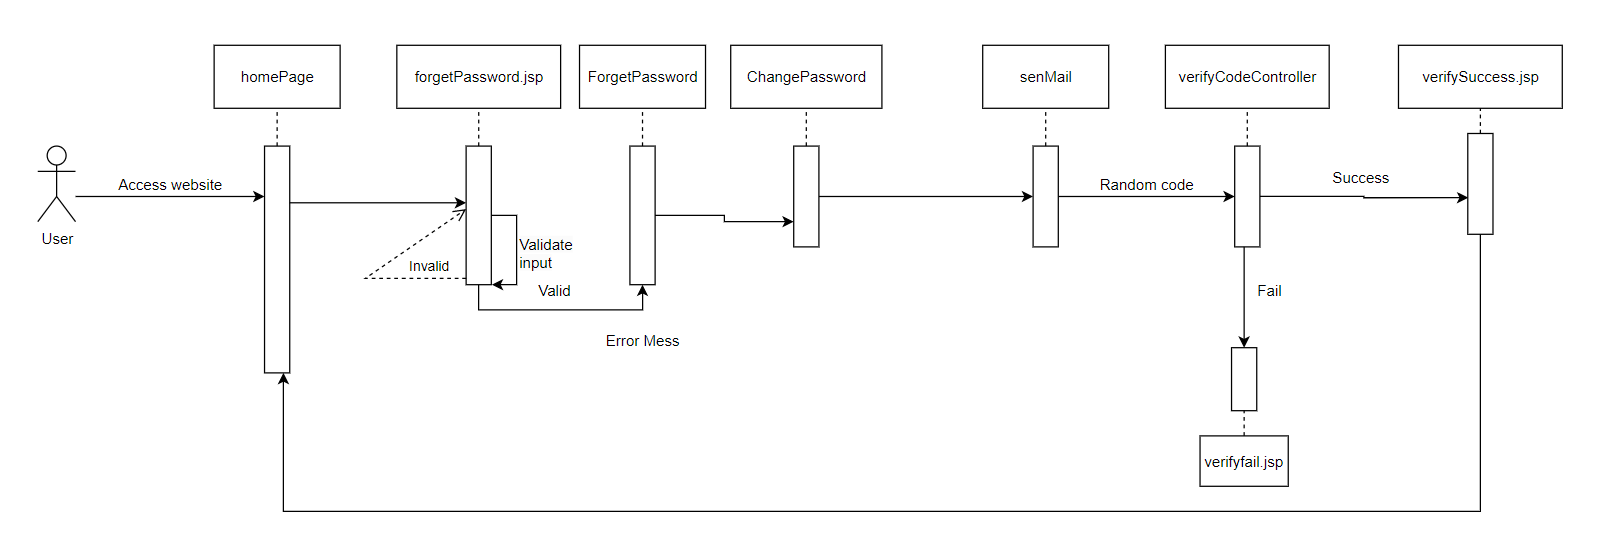 homePage
forgetPassword.jsp
ForgetPassword
ChangePassword
senMail
verifyCodeController
verifySuccess.jsp
Access website
Random code
Success
User
Validate
input
Invalid
Valid
Fail
Error Mess
verifyfail.jsp